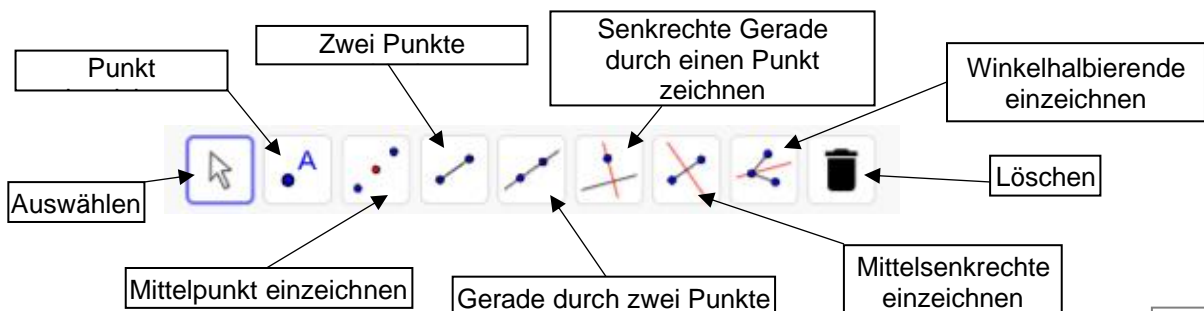 Zwei Punkte
Senkrechte Gerade
durch einen Punkt
zeichnen
Punkt
Winkelhalbierende
einzeichnen
A
Auswählen
Löschen
Mittelpunkt einzeichnen
Gerade durch zwei Punkte
Mittelsenkrechte
einzeichnen